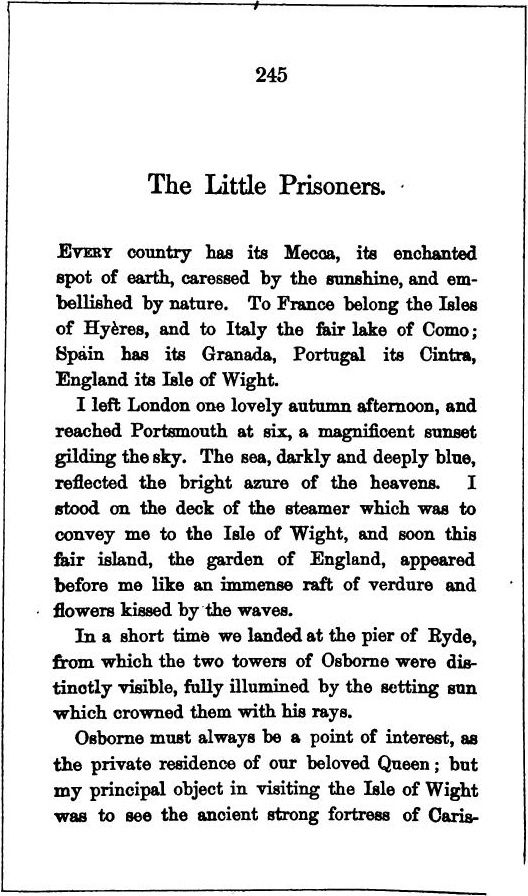 245
The Little Prisoners.
EVERY country has its Mecca, its enchanted
spot of earth, caressed by the sunshine, and em-
bellished by nature. To France belong the Isles
of Hyères, and to Italy the fair lake of Como;
Spain has its Granada, Portugal its Cintra,
England its Isle of Wight.
I left London one lovely autumn afternoon, and
reached Portsmouth at six, a magnificent sunset
gilding the sky. The sea, darkly and deeply blue,
reflected the bright azure of the heavens. I
stood on the deck of the steamer which was to
convey me to the Isle of Wight, and soon this
fair island, the garden of England, appeared
before me like an immense raft of verdure and
flowers kissed by the waves.
In a short time we landed at the pier of Ryde,
from which the two towers of Osborne were dis-
tinctly visible, fully illumined by the setting sun
which crowned them with his rays.
Osborne must always be a point of interest, as
the private residence of our beloved Queen; but
my principal object in visiting the Isle of Wight
was to see the ancient strong fortress of Caris-